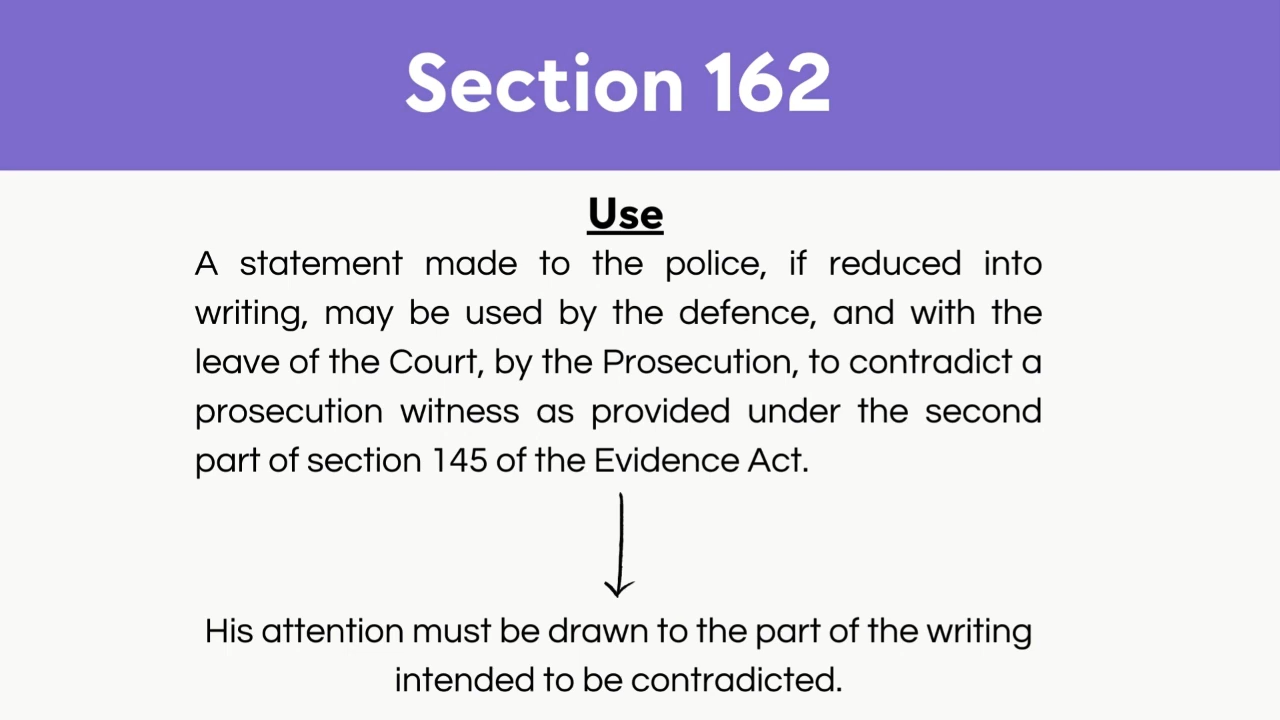 Section 162
Use
A statement made to the police, if reduced into
writing, may be used by the defence, and with the
leave of the Court, by the Prosecution, to contradict a
prosecution witness as provided under the second
part of section 145 of the Evidence Act.
His attention must be drawn to the part of the writing
intended to be contradicted.